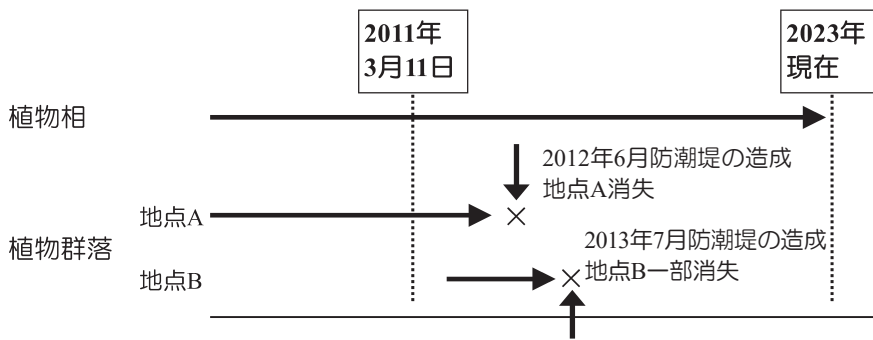 2011年
3月11日
2023年
現在
植物相
2012年6月防潮堤の造成
地点A消失
地点A
植物群落
2013年7月防潮堤の造成
地点B一部消失
地点B